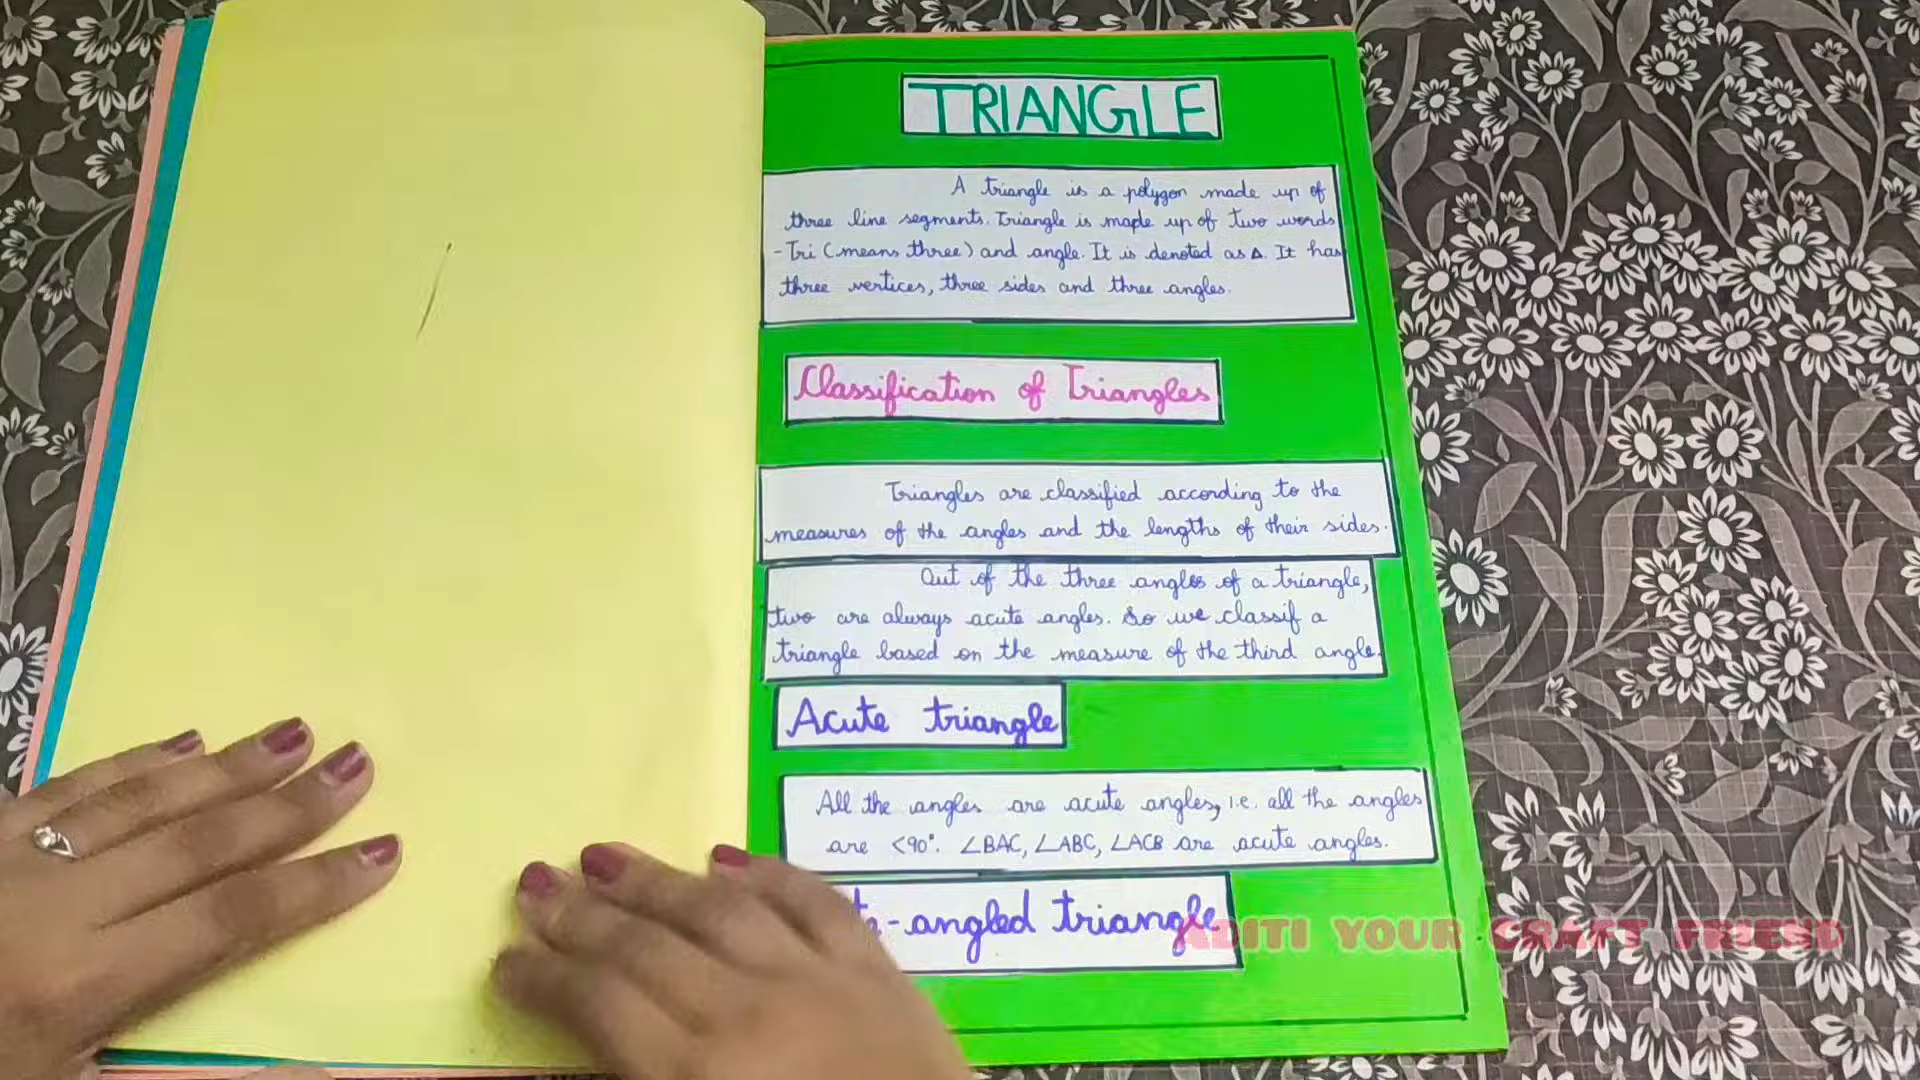 TRIANGLE
A triangle is a polygon made up of
three line segments. Triangle is made up of two words
- Tri (means three) and angle. It is denoted as Δ. It has
three vertices, three sides and three angles.
Classification of Triangles
Triangles are classified according to the
measures of the angles and the lengths of their sides.
Out of the three angles of a triangle,
two are always acute angles. So we classif a
triangle based on the measure of the third angle.
Acute triangle
All the angles are acute angles, i.e. all the angles
are <90°. ∠BAC, ∠ABC, ∠ACB are acute angles.
-angled triangle
ADITI YOUR CRAFT FRIEND